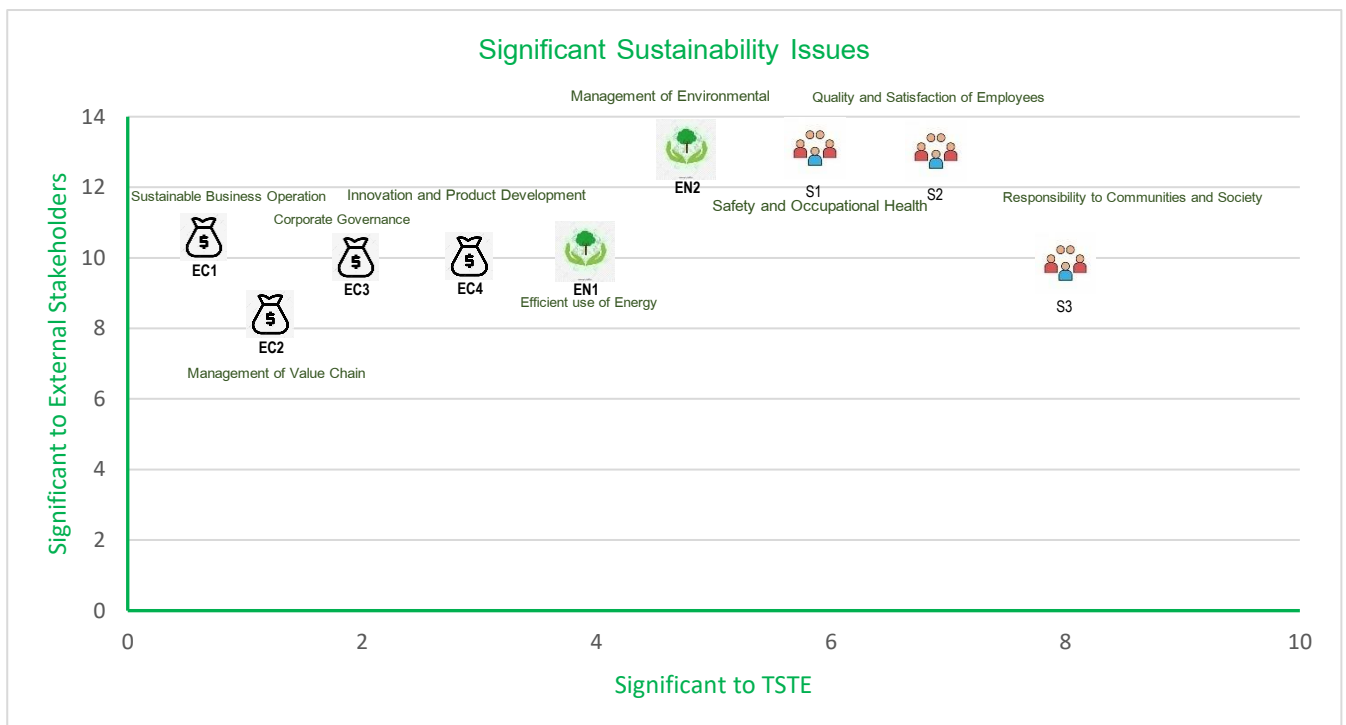 Significant Sustainability Issues
Management of Environmental
Quality and Satisfaction of Employees
14
12
10
8
6
4
2
0
Significant to External Stakeholders
EN2
S1
S2
Sustainable Business Operation
Innovation and Product Development
Responsibility to Communities and Society
Safety and Occupational Health
Corporate Governance
$
EC1
$
EC3
$
EC4
EN1
Efficient use of Energy
S3
$
EC2
Management of Value Chain
0
2
4
6
8
10
Significant to TSTE